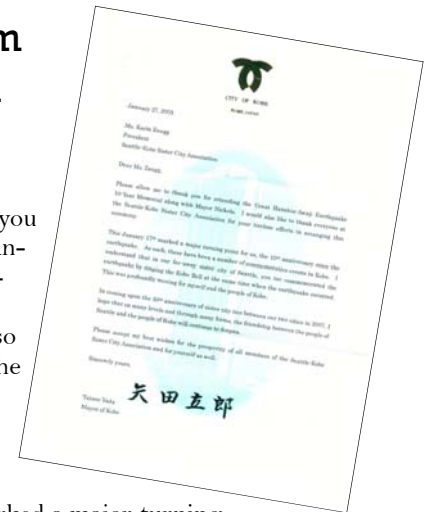 m
CITY OF KOBE
KOBE, JAPAN
January 27, 2005
Ms. Karin Zaugg
President
Seattle-Kobe Sister City Association
Dear Ms. Zaugg,
Please allow me to thank you for attending the Great Hanshin-Awaji Earthquake
10 Year Memorial along with Mayor Nickels. I would also like to thank everyone at
the Seattle-Kobe Sister City Association for your tireless efforts in arranging this
ceremony.
This January 17th marked a major turning point for us, the 10th anniversary since the
earthquake. As such, there have been a number of commemorative events in Kobe. I
understand that in our far-away sister city of Seattle, you too commemorated the
earthquake by ringing the Kobe Bell at the same time when the earthquake occurred.
This was profoundly moving for myself and the people of Kobe.
In coming upon the 50th anniversary of sister city ties between our two cities in 2007, I
hope that on many levels and through many forms, the friendship between the people of
Seattle and the people of Kobe will continue to deepen.
Please accept my best wishes for the prosperity of all members of the Seattle-Kobe
Sister City Association and for yourself as well.
Sincerely yours,
矢田立郎
Tatsuo Yada
Mayor of Kobe
you
in-
so
he
rked a major turning